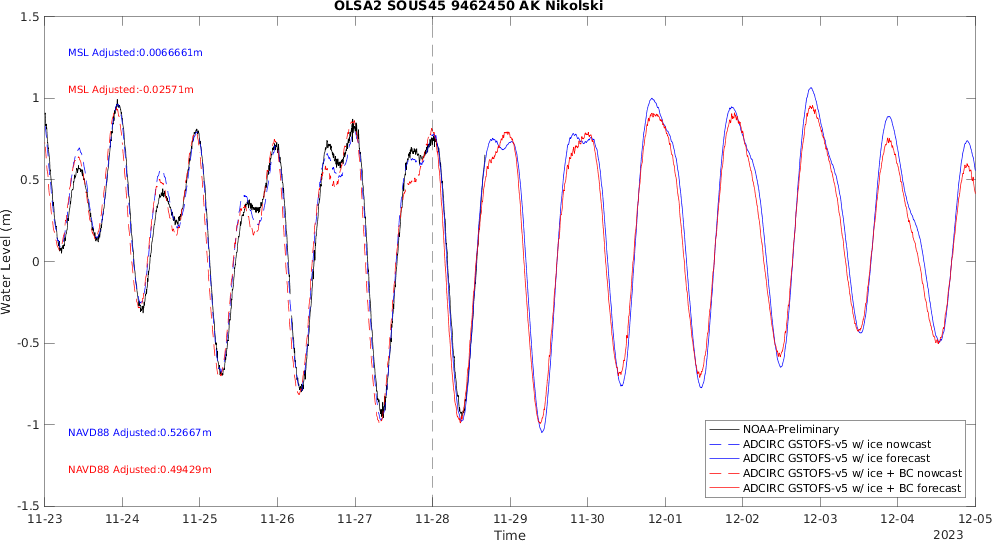 OLSA2 SOUS45 9462450 AK Nikolski
1.5
MSL Adjusted:0.0066661m
1
MSL Adjusted:-0.02571m
0.5
Water Level (m)
0
-0.5
-1
NAVD88 Adjusted:0.52667m
NOAA-Preliminary
ADCIRC GSTOFS-v5 w/ ice nowcast
ADCIRC GSTOFS-v5 w/ ice forecast
NAVD88 Adjusted:0.49429m
ADCIRC GSTOFS-v5 w/ ice + BC nowcast
ADCIRC GSTOFS-v5 w/ ice + BC forecast
-1.5
11-23 11-24 11-25 11-26 11-27 11-28 11-29 11-30 12-01 12-02 12-03 12-04 12-05
Time
2023